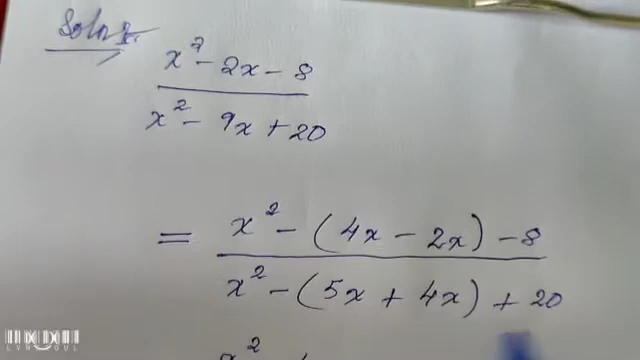 Soln:
x² - 2x - 8
x² - 9x + 20
= x² - (4x - 2x) - 8
x² - (5x + 4x) + 20